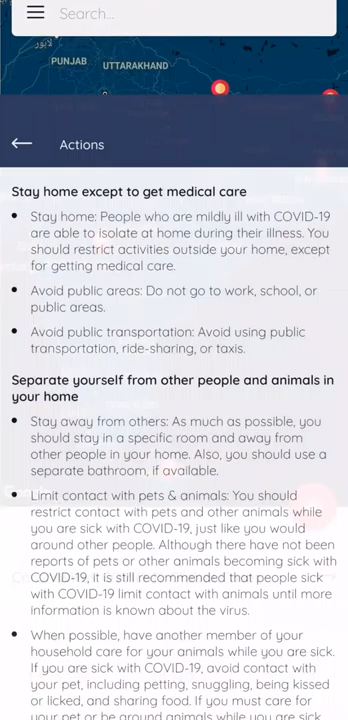 Search...
لاہور
PUNJAB
UTTARAKHAND
Actions
Stay home except to get medical care
• Stay home: People who are mildly ill with COVID-19
are able to isolate at home during their illness. You
should restrict activities outside your home, except
for getting medical care.
• Avoid public areas: Do not go to work, school, or
public areas.
• Avoid public transportation: Avoid using public
transportation, ride-sharing, or taxis.
Separate yourself from other people and animals in
your home
• Stay away from others: As much as possible, you
should stay in a specific room and away from
other people in your home. Also, you should use a
separate bathroom, if available.
• Limit contact with pets & animals: You should
restrict contact with pets and other animals while
you are sick with COVID-19, just like you would
around other people. Although there have not been
reports of pets or other animals becoming sick with
COVID-19, it is still recommended that people sick
with COVID-19 limit contact with animals until more
information is known about the virus.
• When possible, have another member of your
household care for your animals while you are sick.
If you are sick with COVID-19, avoid contact with
your pet, including petting, snuggling, being kissed
or licked, and sharing food. If you must care for
your pet or be around animals while you are sick